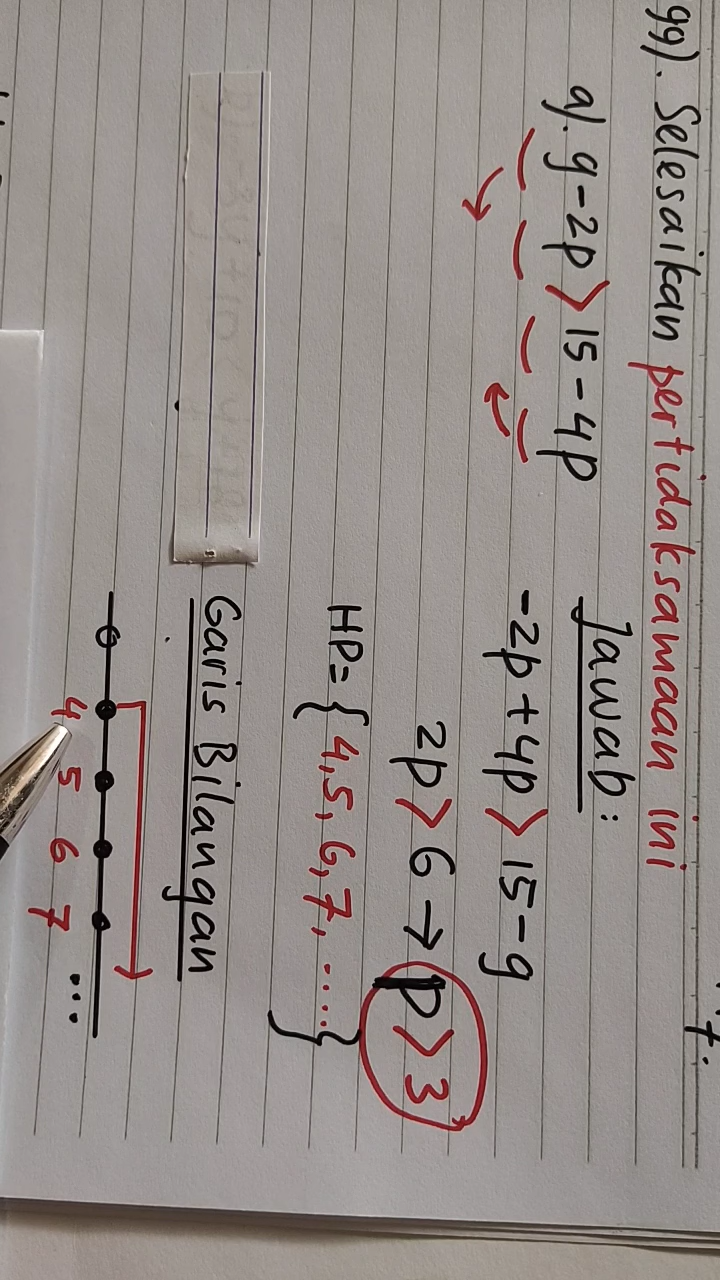 99). Selesaikan pertidaksamaan ini
a). 9-2p > 15-4p
Jawab:
-2p+4p > 15-9
2p > 6 → p > 3
HP = {4,5,6,7,.....}
Garis Bilangan
4 5 6 7 ...